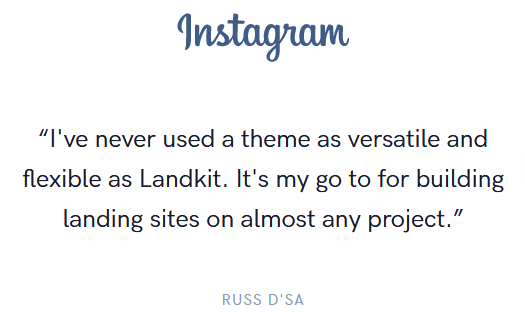 Instagram
“I've never used a theme as versatile and
flexible as Landkit. It's my go to for building
landing sites on almost any project.”
RUSS D'SA